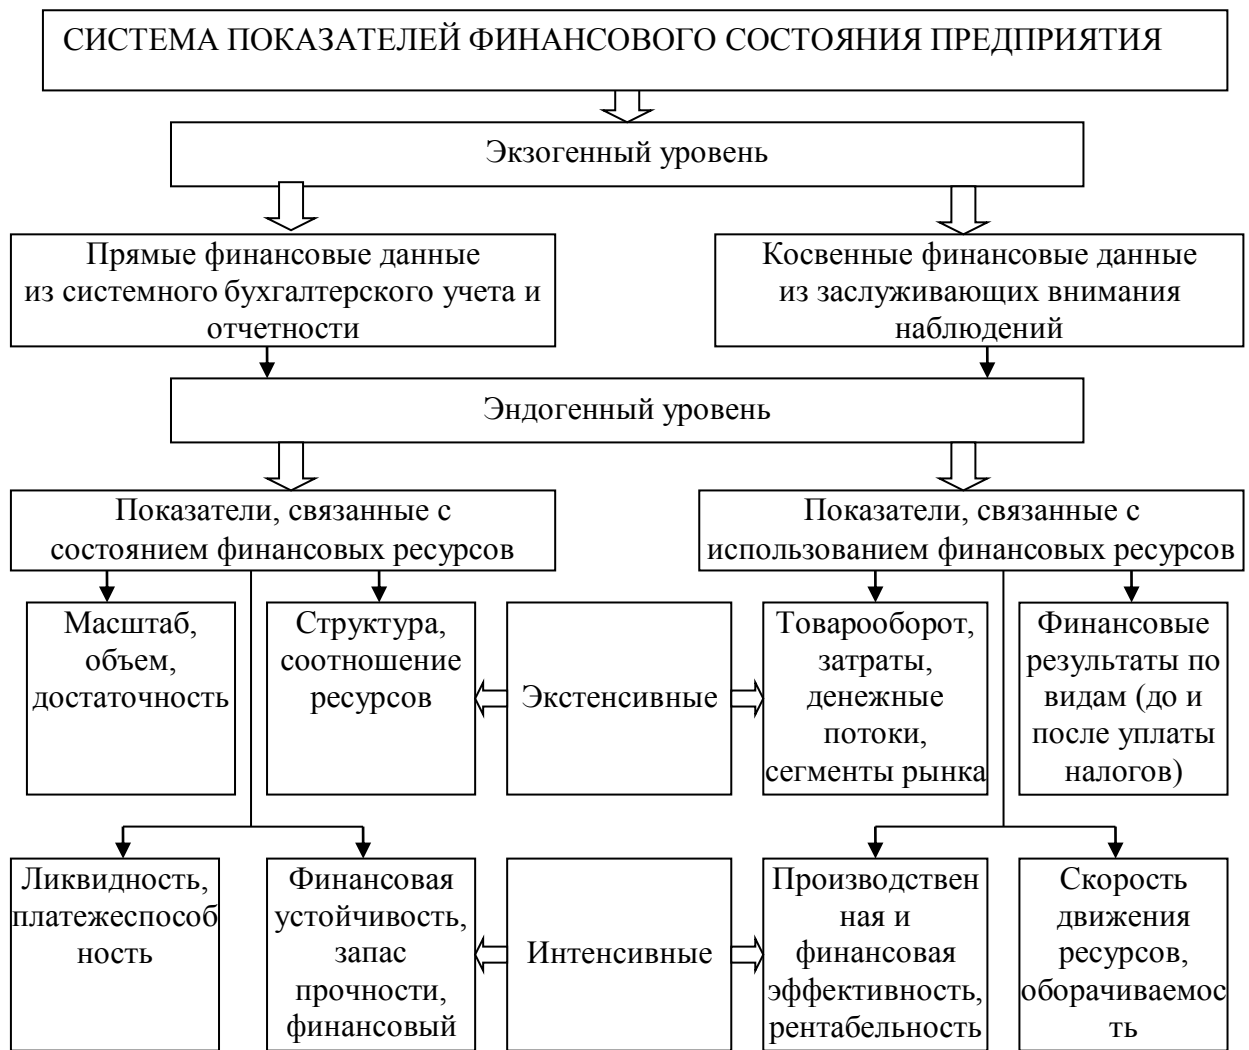 СИСТЕМА ПОКАЗАТЕЛЕЙ ФИНАНСОВОГО СОСТОЯНИЯ ПРЕДПРИЯТИЯ
Экзогенный уровень
Прямые финансовые данные
из системного бухгалтерского учета и
отчетности
Косвенные финансовые данные
из заслуживающих внимания
наблюдений
Эндогенный уровень
Показатели, связанные с
состоянием финансовых ресурсов
Показатели, связанные с
использованием финансовых ресурсов
Масштаб,
объем,
достаточность
Структура,
соотношение
ресурсов
Экстенсивные
Товарооборот,
затраты,
денежные
потоки,
сегменты рынка
Финансовые
результаты по
видам (до и
после уплаты
налогов)
Ликвидность,
платежеспособ
ность
Финансовая
устойчивость,
запас
прочности,
финансовый
Интенсивные
Производствен
ная и
финансовая
эффективность,
рентабельность
Скорость
движения
ресурсов,
оборачиваемос
ть